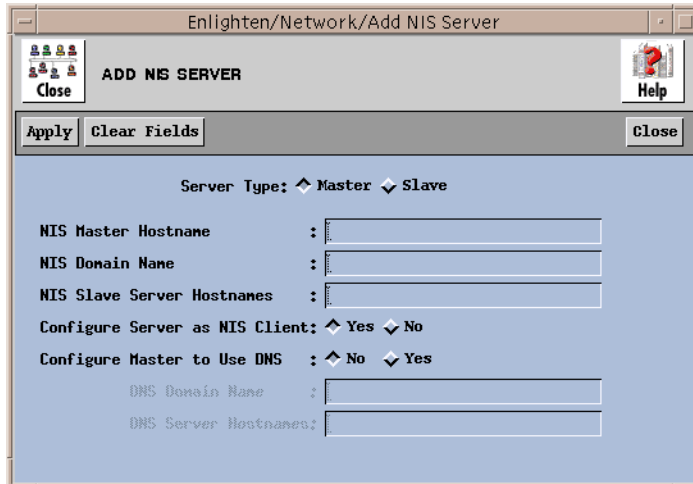 Enlighten/Network/Add NIS Server
Close
ADD NIS SERVER
Help
Apply Clear Fields Close
Server Type: Master Slave
NIS Master Hostname :
NIS Domain Name :
NIS Slave Server Hostnames :
Configure Server as NIS Client: Yes No
Configure Master to Use DNS : No Yes
DNS Domain Name :
DNS Server Hostnames: